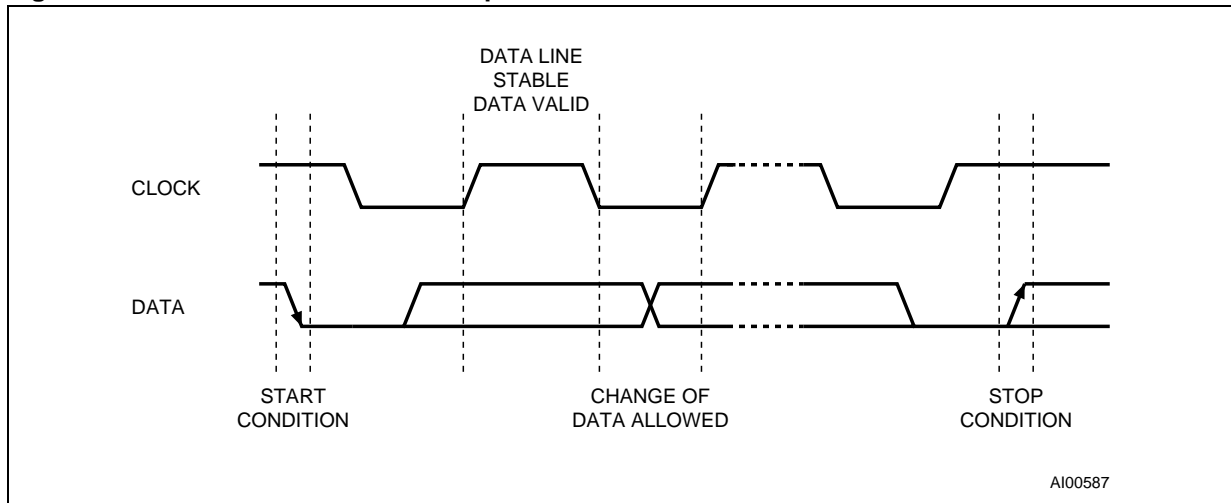 DATA LINE
STABLE
DATA VALID
CLOCK
DATA
START
CONDITION
CHANGE OF
DATA ALLOWED
STOP
CONDITION
AI00587